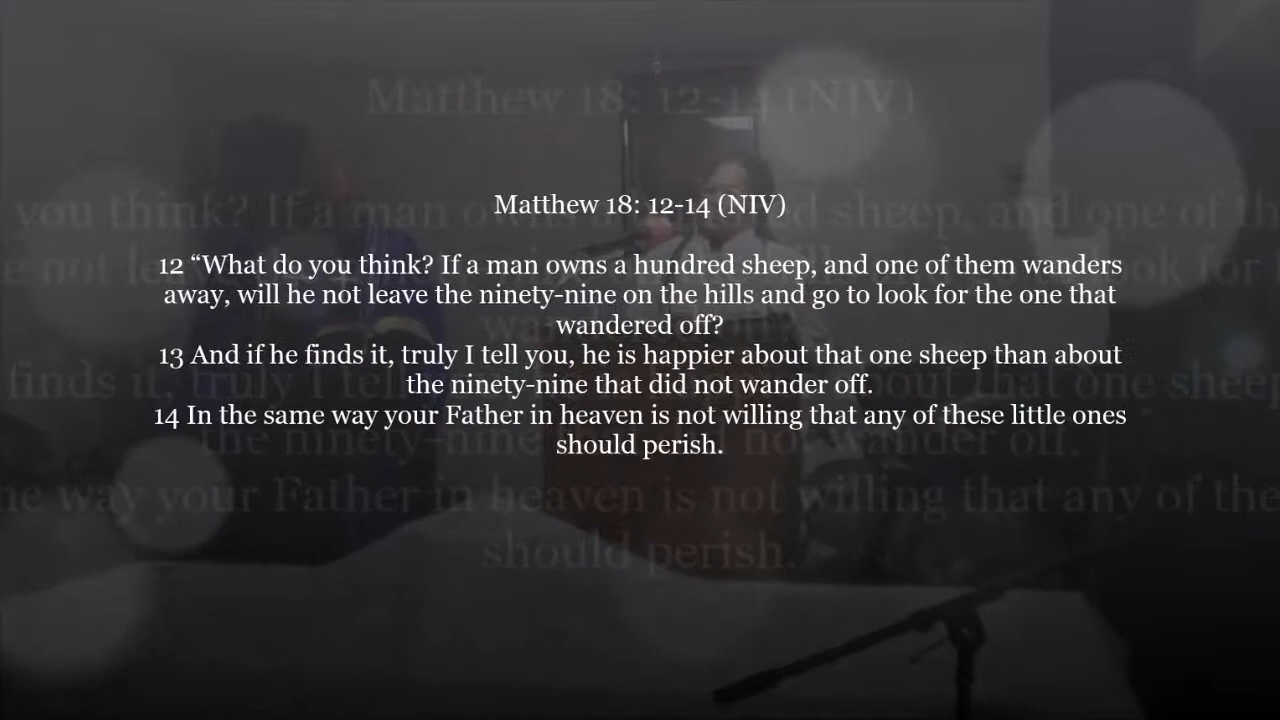 Matthew 18: 12-14 (NIV)
12 “What do you think? If a man owns a hundred sheep, and one of them wanders
away, will he not leave the ninety-nine on the hills and go to look for the one that
wandered off?
13 And if he finds it, truly I tell you, he is happier about that one sheep than about
the ninety-nine that did not wander off.
14 In the same way your Father in heaven is not willing that any of these little ones
should perish.